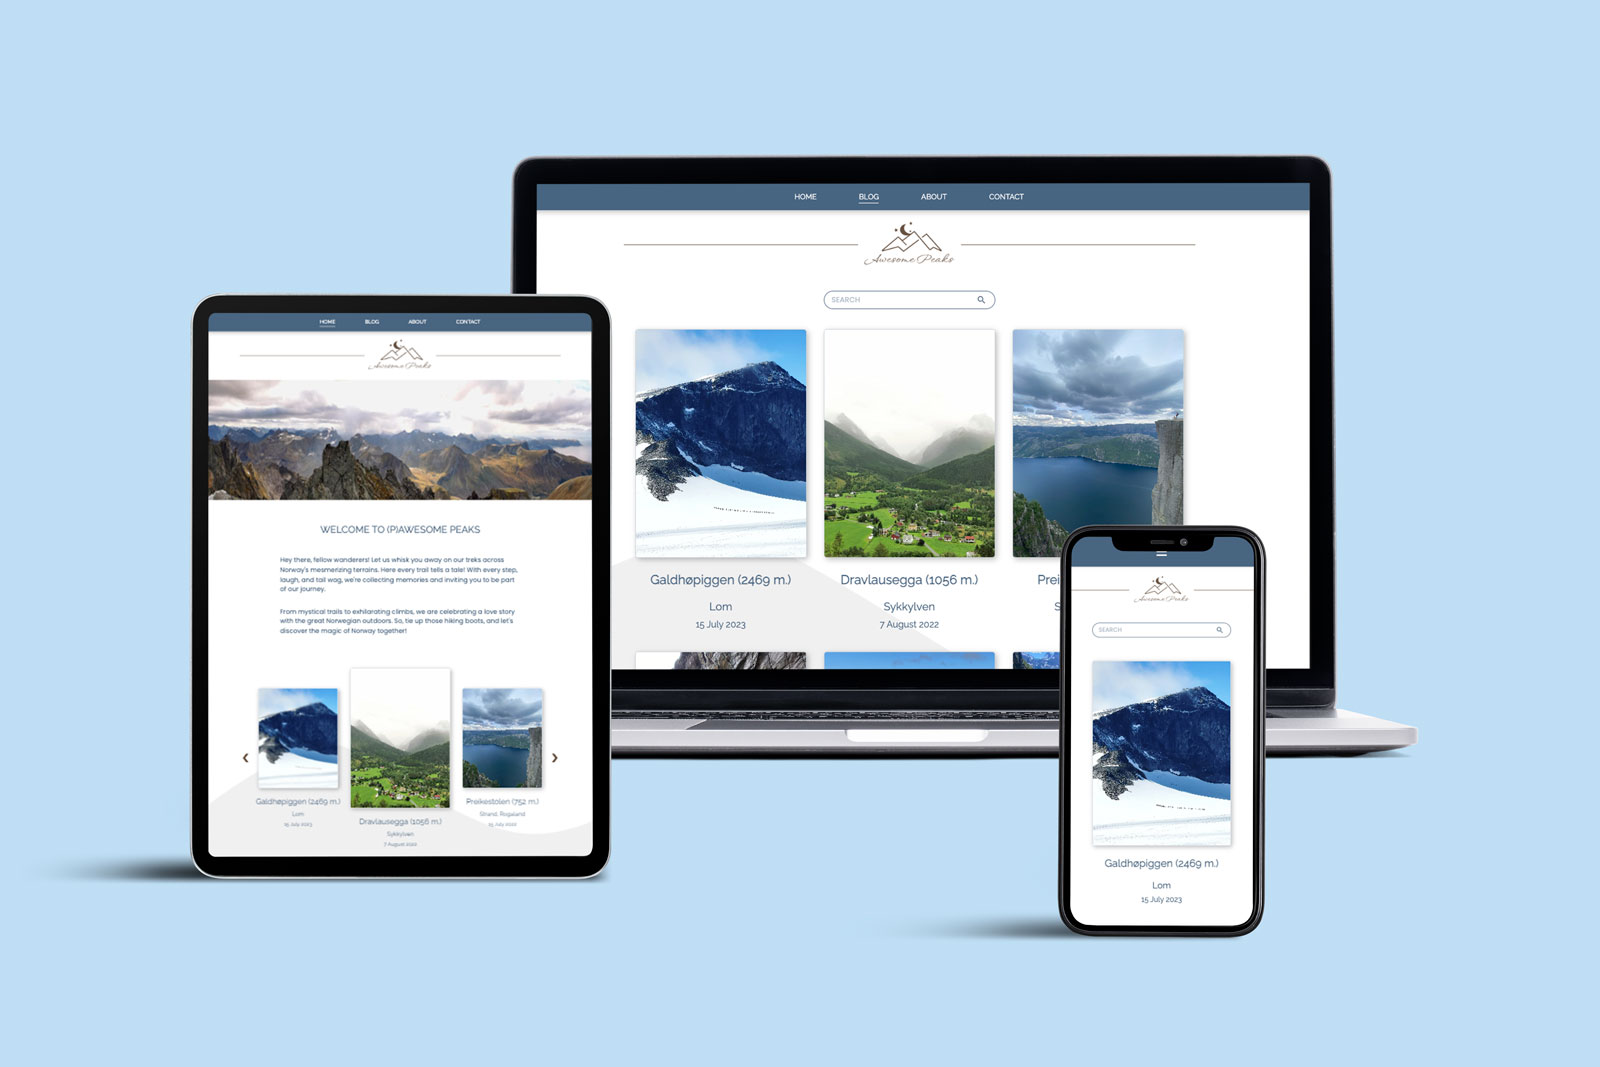 HOME BLOG ABOUT CONTACT
Awesome Peaks
SEARCH
Galdhøpiggen (2469 m.)
Lom
15 July 2023
Dravlausegga (1056 m.)
Sykkylven
7 August 2022
Prei
S
HOME BLOG ABOUT CONTACT
Awesome Peaks
WELCOME TO (P)AWESOME PEAKS
Hey there, fellow wanderers! Let us whisk you away on our treks across
Norway's mesmerizing terrains. Here every trail tells a tale! With every step,
laugh, and tail wag, we're collecting memories and inviting you to be part
of our journey.
From mystical trails to exhilarating climbs, we are celebrating a love story
with the great Norwegian outdoors. So, tie up those hiking boots, and let's
discover the magic of Norway together!
Galdhøpiggen (2469 m.)
Lom
15 July 2023
Dravlausegga (1056 m.)
Sykkylven
7 August 2022
Preikestolen (752 m.)
Strand, Rogaland
15 July 2022
Awesome Peaks
SEARCH
Galdhøpiggen (2469 m.)
Lom
15 July 2023